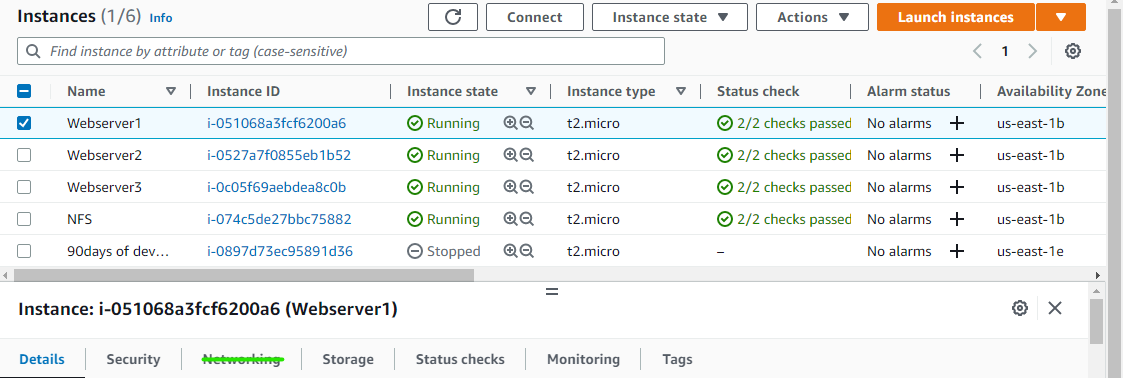 Instances (1/6) Info Connect Instance state Actions Launch instances
Find instance by attribute or tag (case-sensitive) 1
Name Instance ID Instance state Instance type Status check Alarm status Availability Zone
Webserver1 i-051068a3fcf6200a6 Running t2.micro 2/2 checks passed No alarms + us-east-1b
Webserver2 i-0527a7f0855eb1b52 Running t2.micro 2/2 checks passed No alarms + us-east-1b
Webserver3 i-0c05f69aebdea8c0b Running t2.micro 2/2 checks passed No alarms + us-east-1b
NFS i-074c5de27bbc75882 Running t2.micro 2/2 checks passed No alarms + us-east-1b
90days of dev... i-0897d73ec95891d36 Stopped t2.micro – No alarms + us-east-1e
Instance: i-051068a3fcf6200a6 (Webserver1)
Details Security Networking Storage Status checks Monitoring Tags